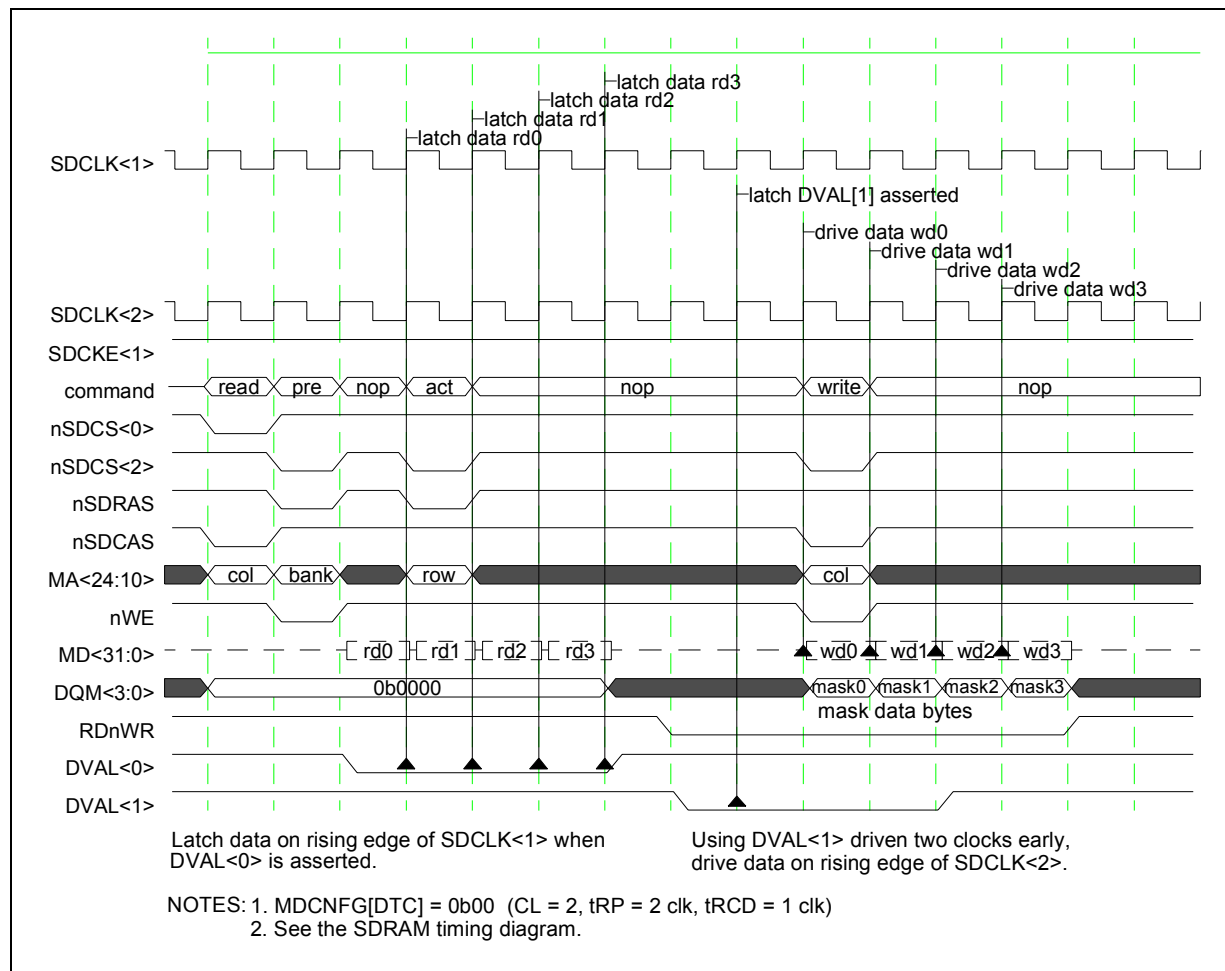 latch data rd3
latch data rd2
latch data rd1
latch data rd0
SDCLK<1>
latch DVAL[1] asserted
drive data wd0
drive data wd1
drive data wd2
drive data wd3
SDCLK<2>
SDCKE<1>
command read pre nop act nop write nop
nSDCS<0>
nSDCS<2>
nSDRAS
nSDCAS
MA<24:10> col bank row col
nWE
MD<31:0> rd0 rd1 rd2 rd3 wd0 wd1 wd2 wd3
DQM<3:0> 0b0000 mask0 mask1 mask2 mask3
mask data bytes
RDnWR
DVAL<0>
DVAL<1>
Latch data on rising edge of SDCLK<1> when
DVAL<0> is asserted.
Using DVAL<1> driven two clocks early,
drive data on rising edge of SDCLK<2>.
NOTES: 1. MDCNFG[DTC] = 0b00 (CL = 2, tRP = 2 clk, tRCD = 1 clk)
2. See the SDRAM timing diagram.